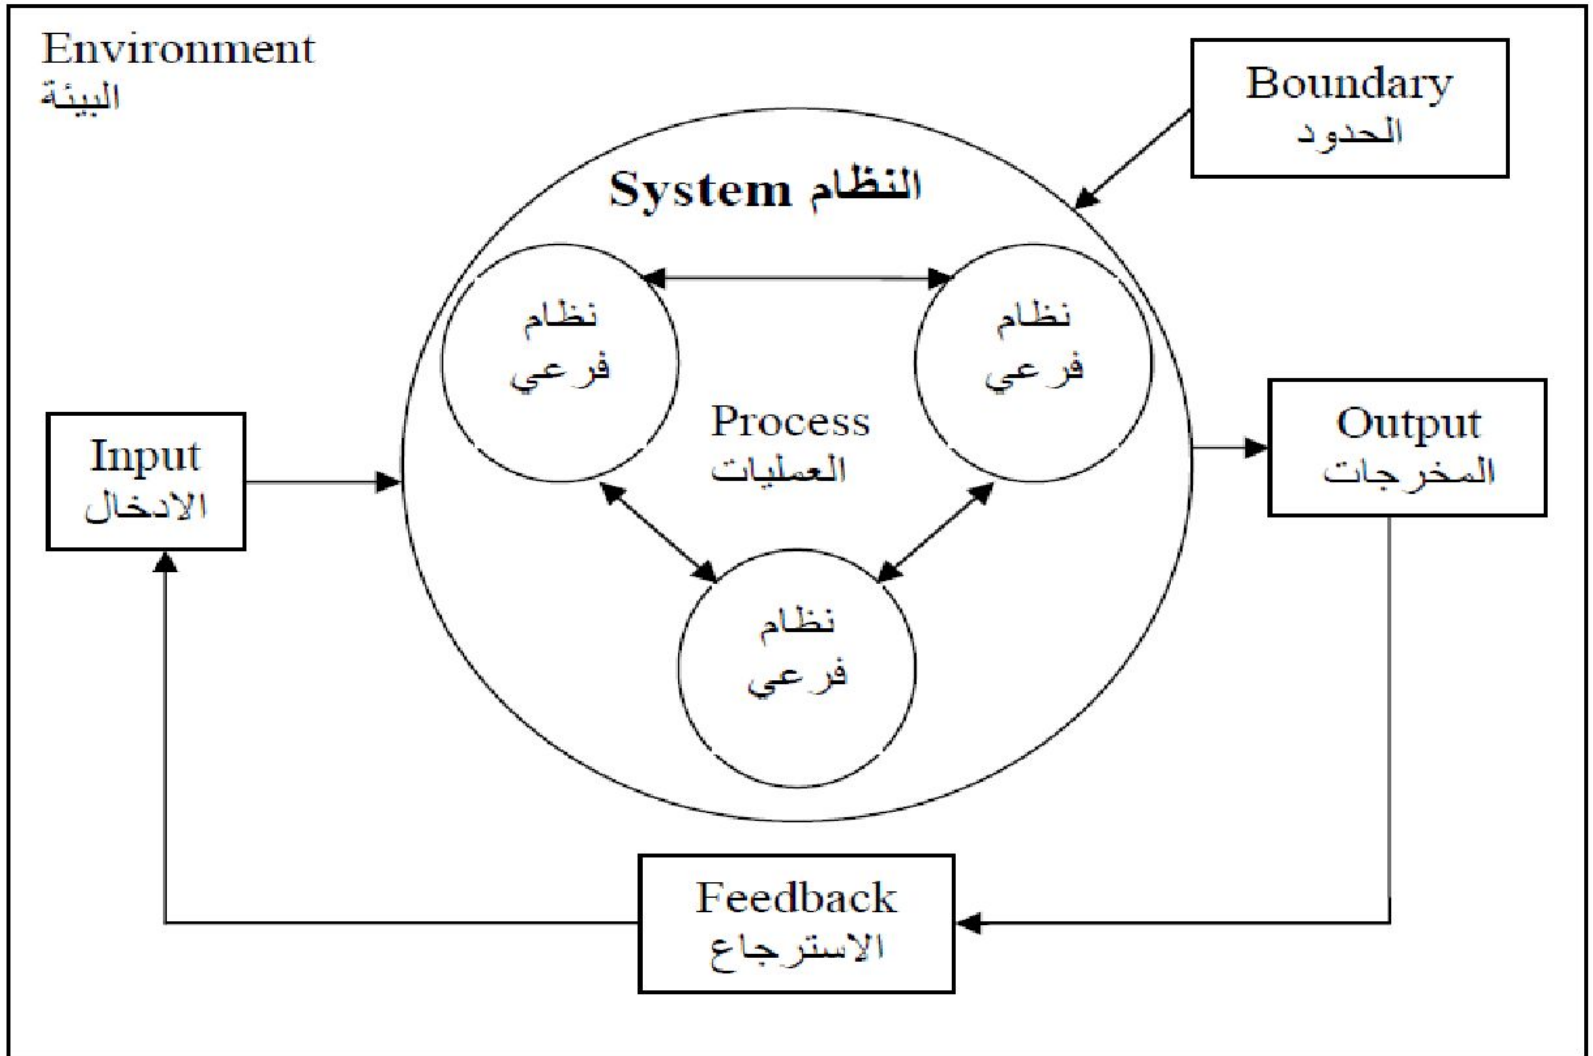 Environment
البيئة
Boundary
الحدود
System النظام
نظام
فرعي
نظام
فرعي
Process
العمليات
Input
الادخال
Output
المخرجات
نظام
فرعي
Feedback
الاسترجاع